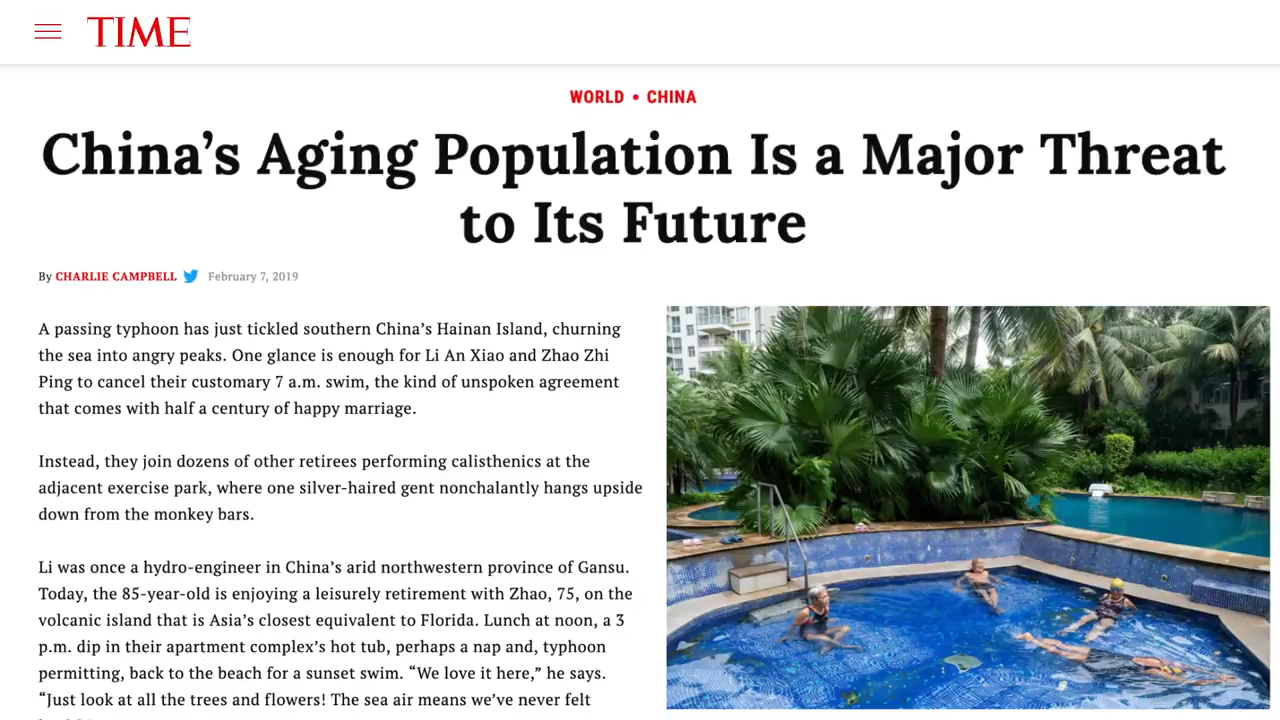 TIME
WORLD • CHINA
China’s Aging Population Is a Major Threat
to Its Future
By CHARLIE CAMPBELL February 7, 2019
A passing typhoon has just tickled southern China’s Hainan Island, churning
the sea into angry peaks. One glance is enough for Li An Xiao and Zhao Zhi
Ping to cancel their customary 7 a.m. swim, the kind of unspoken agreement
that comes with half a century of happy marriage.
Instead, they join dozens of other retirees performing calisthenics at the
adjacent exercise park, where one silver-haired gent nonchalantly hangs upside
down from the monkey bars.
Li was once a hydro-engineer in China’s arid northwestern province of Gansu.
Today, the 85-year-old is enjoying a leisurely retirement with Zhao, 75, on the
volcanic island that is Asia’s closest equivalent to Florida. Lunch at noon, a 3
p.m. dip in their apartment complex’s hot tub, perhaps a nap and, typhoon
permitting, back to the beach for a sunset swim. “We love it here,” he says.
“Just look at all the trees and flowers! The sea air means we’ve never felt